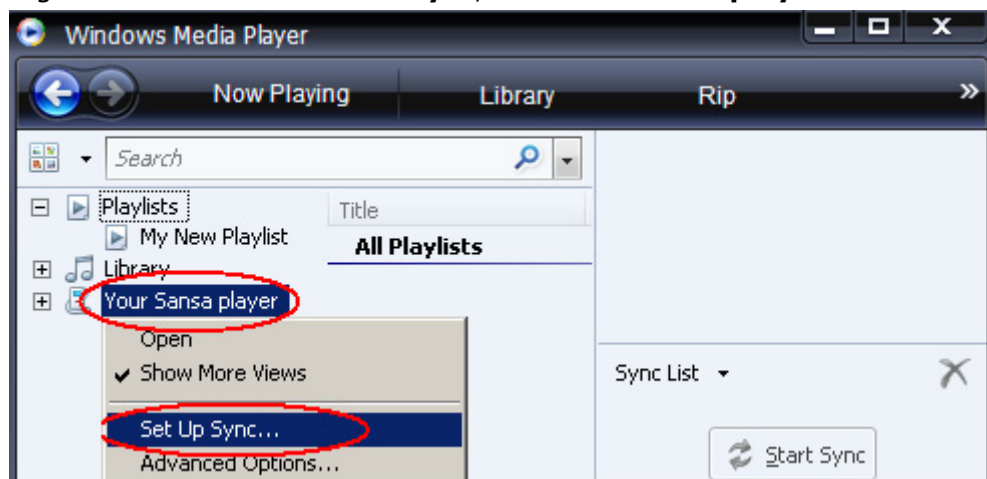 Windows Media Player
Now Playing Library Rip »
Search
Playlists Title
My New Playlist All Playlists
Library
Your Sansa player
Open
Show More Views
Sync List
Set Up Sync...
Start Sync
Advanced Options...